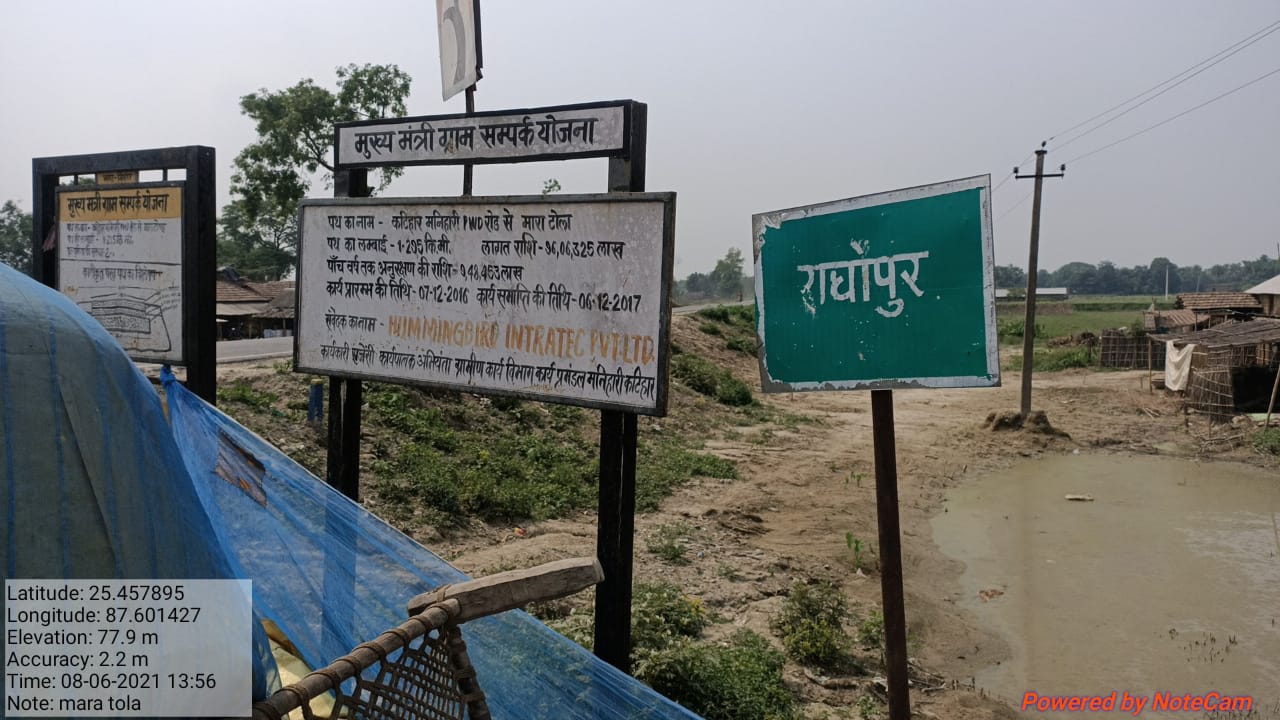 मुख्य मंत्री ग्राम सम्पर्क योजना
मुख्य मंत्री ग्राम सम्पर्क योजना
पथ का नाम - कटिहार मनिहारी PWD रोड से मारा टोला
पथ का लम्बाई - 1.295 कि.मी. लागत राशि - 96,06,325 लाख
पाँच वर्ष तक अनुरक्षण की राशि - 9,48,463 लाख
कार्य प्रारम्भ की तिथि - 07-12-2016 कार्य समाप्ति की तिथि - 06-12-2017
संवेदक का नाम - HUMMINGBIRD INTRATEC PVT.LTD.
कार्यकारी एजेंसी कार्यपालक अभियंता ग्रामीण कार्य विभाग कार्य प्रमंडल मनिहारी कटिहार
राघोपुर
Latitude: 25.457895
Longitude: 87.601427
Elevation: 77.9 m
Accuracy: 2.2 m
Time: 08-06-2021 13:56
Note: mara tola
Powered by NoteCam